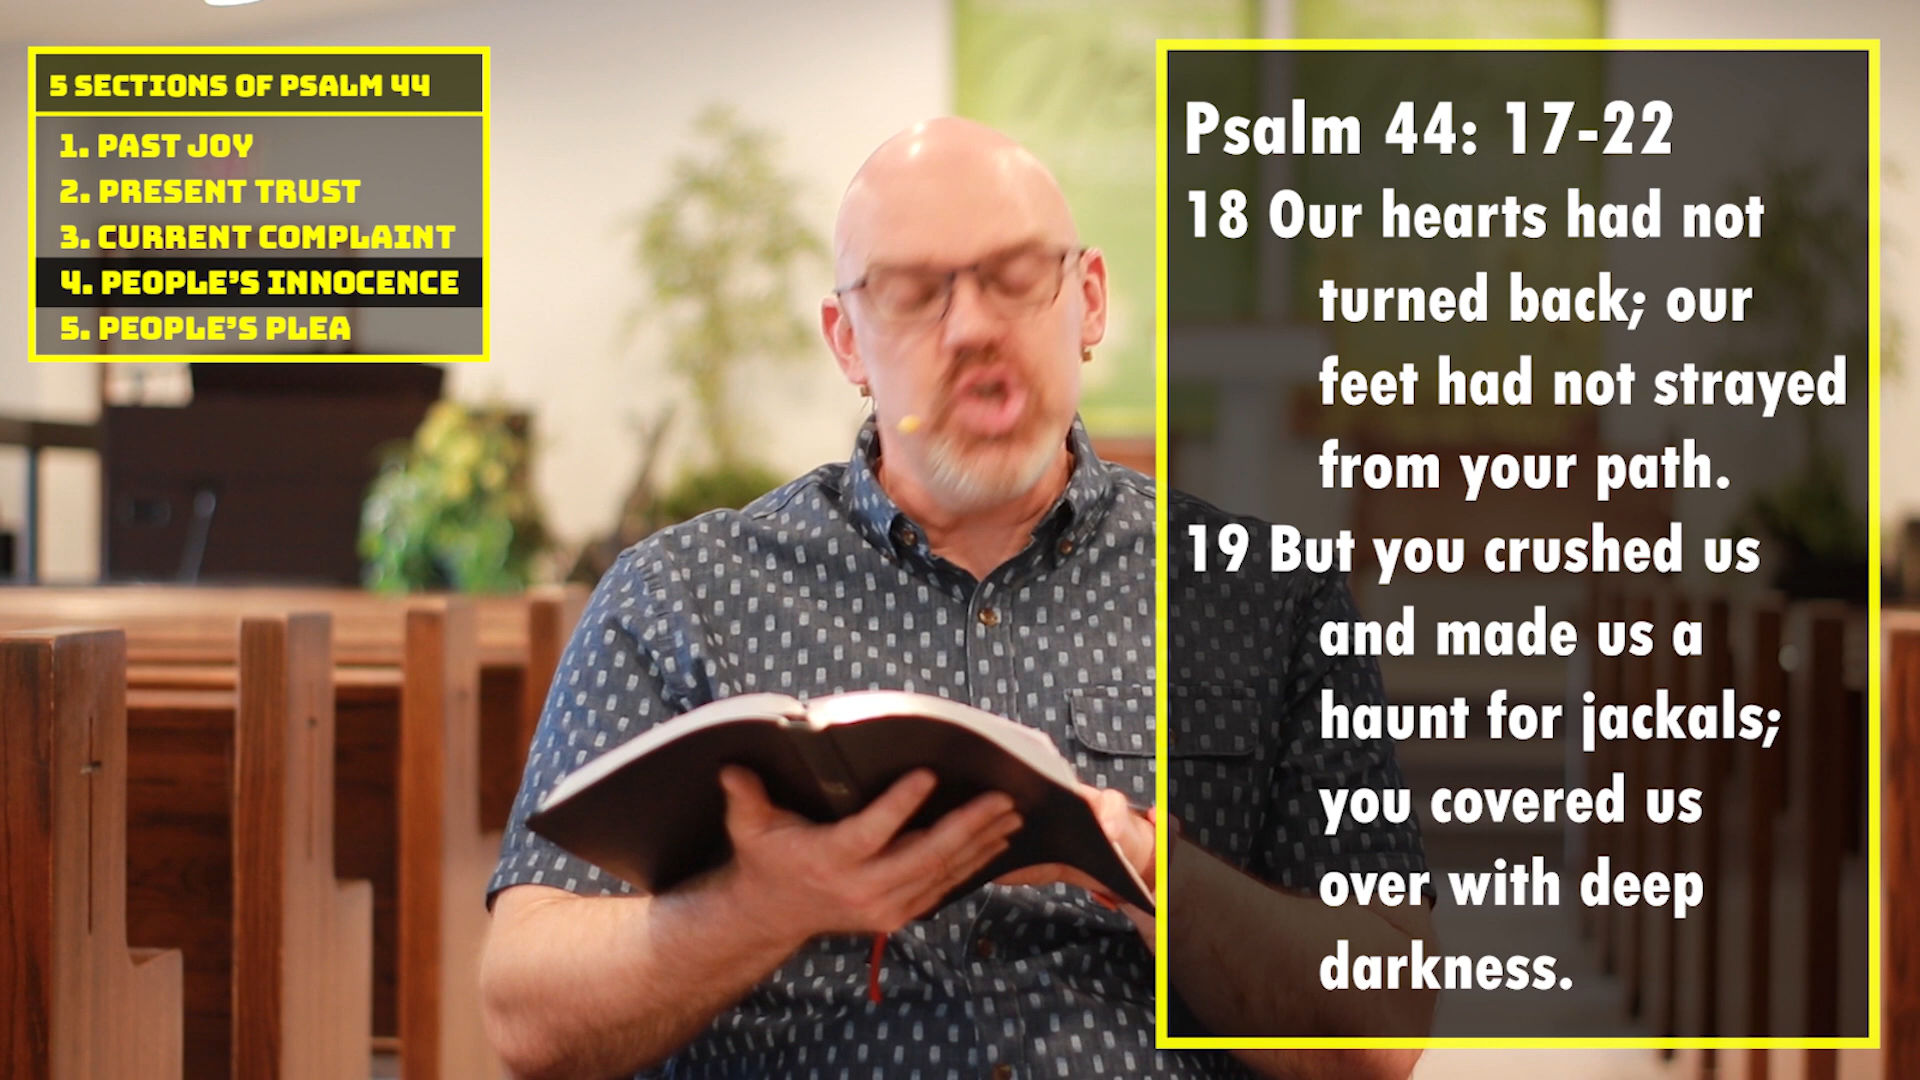 5 SECTIONS OF PSALM 44
1. PAST JOY
2. PRESENT TRUST
3. CURRENT COMPLAINT
4. PEOPLE'S INNOCENCE
5. PEOPLE'S PLEA
Psalm 44: 17-22
18 Our hearts had not
turned back; our
feet had not strayed
from your path.
19 But you crushed us
and made us a
haunt for jackals;
you covered us
over with deep
darkness.